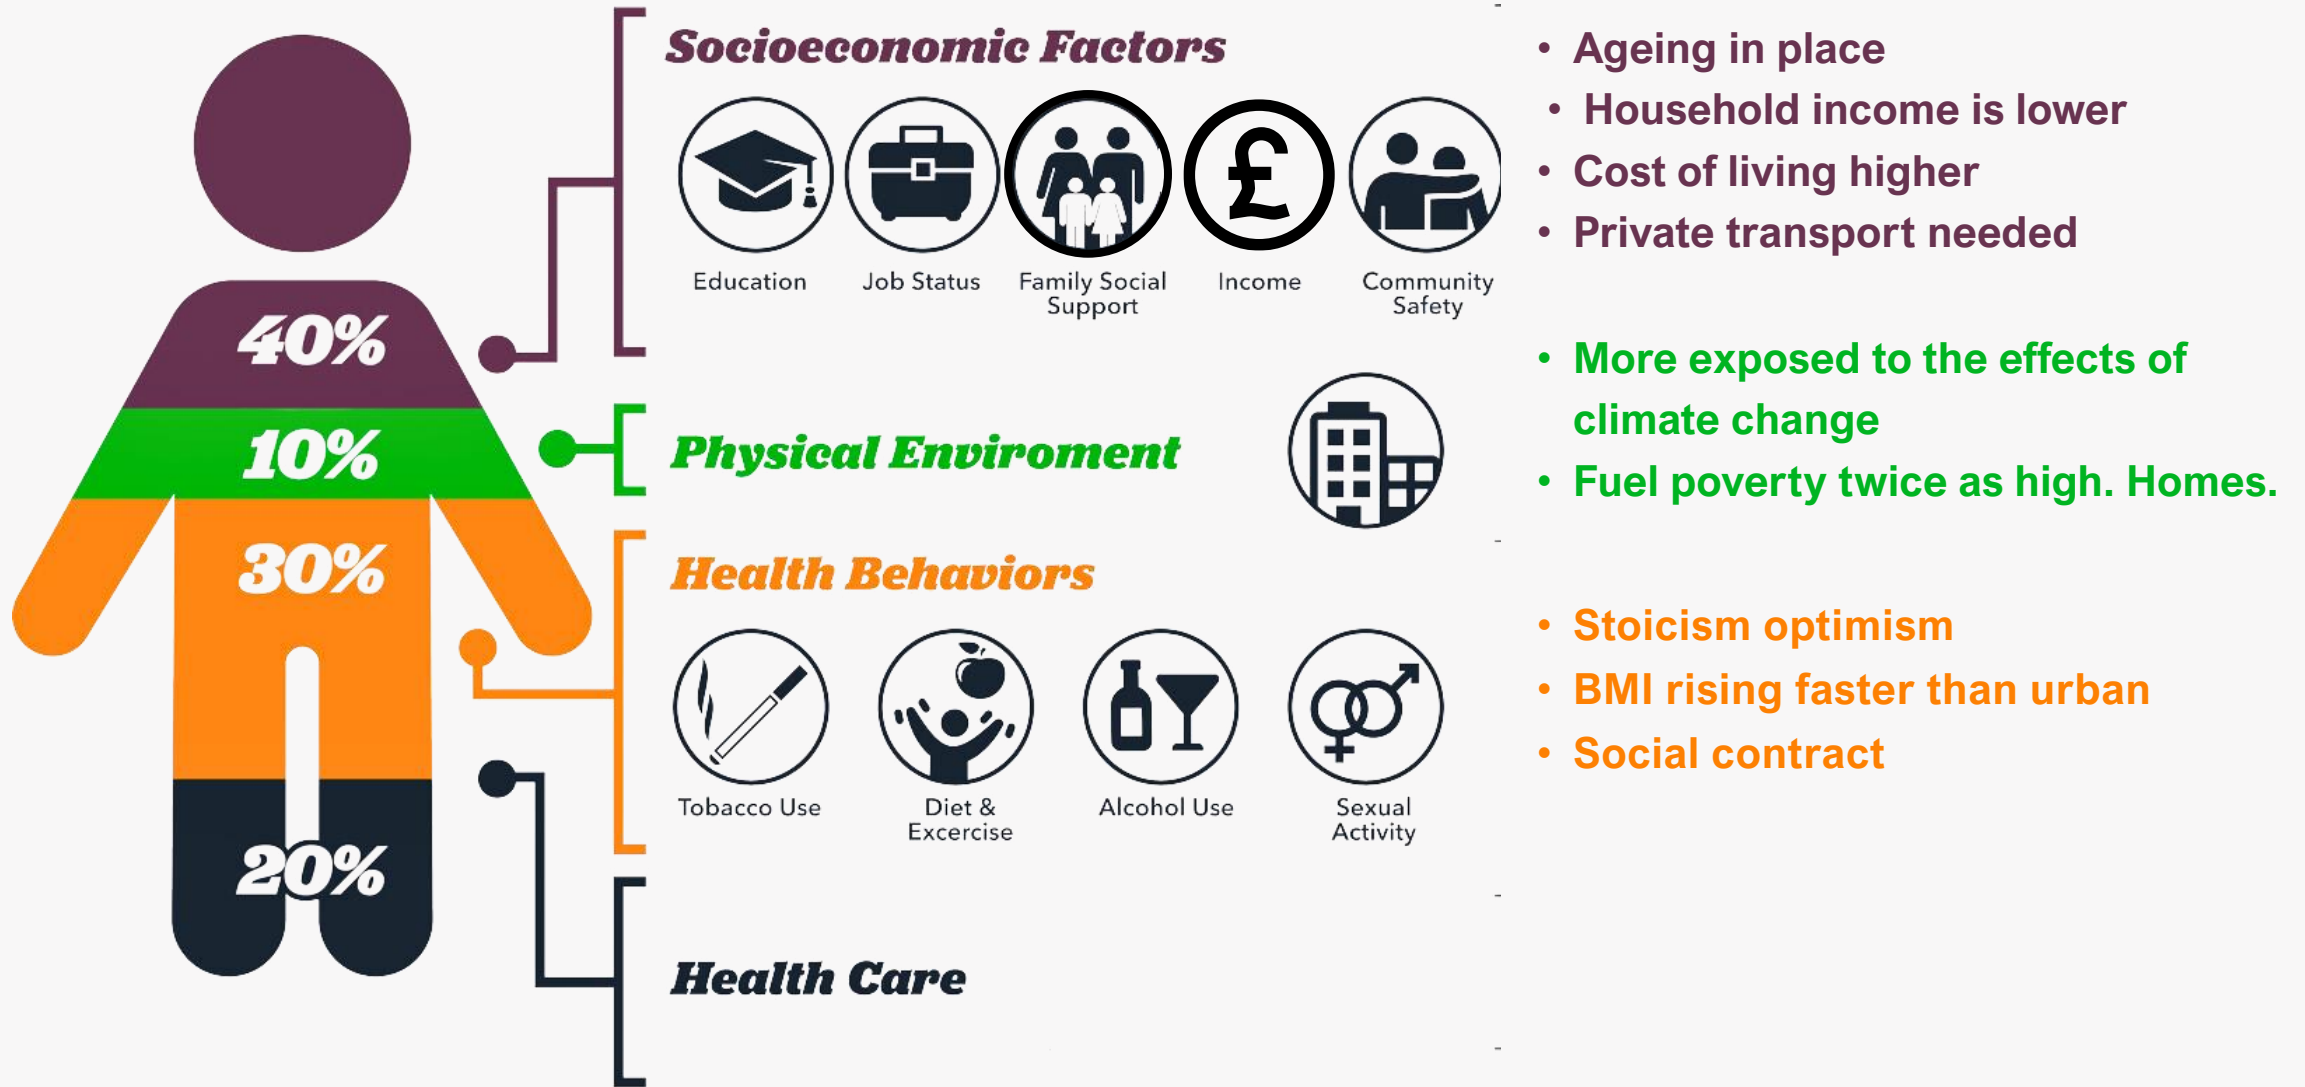 Socioeconomic Factors
£
Education
Job Status
Family Social
Support
Income
Community
Safety
• Ageing in place
• Household income is lower
• Cost of living higher
• Private transport needed
40%
10%
Physical Enviroment
• More exposed to the effects of
climate change
• Fuel poverty twice as high. Homes.
30%
Health Behaviors
Tobacco Use
Diet &
Excercise
Alcohol Use
Sexual
Activity
• Stoicism optimism
• BMI rising faster than urban
• Social contract
20%
Health Care